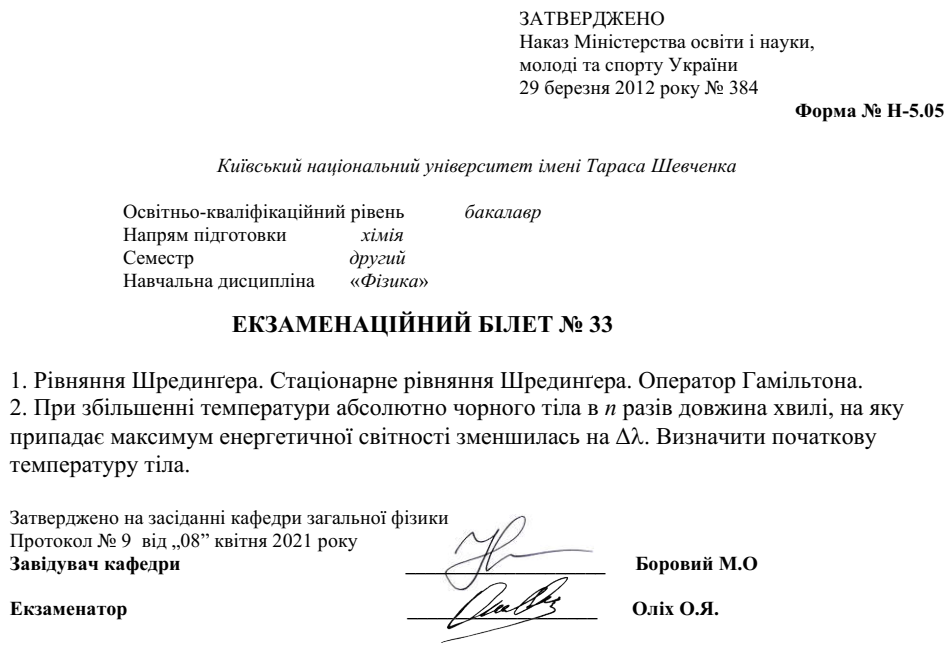 ЗАТВЕРДЖЕНО
Наказ Міністерства освіти і науки,
молоді та спорту України
29 березня 2012 року № 384
Форма № Н-5.05
Київський національний університет імені Тараса Шевченка
Освітньо-кваліфікаційний рівень бакалавр
Напрям підготовки хімія
Семестр другий
Навчальна дисципліна «Фізика»
ЕКЗАМЕНАЦІЙНИЙ БІЛЕТ № 33
1. Рівняння Шрединґера. Стаціонарне рівняння Шрединґера. Оператор Гамільтона.
2. При збільшенні температури абсолютно чорного тіла в n разів довжина хвилі, на яку
припадає максимум енергетичної світності зменшилась на Δλ. Визначити початкову
температуру тіла.
Затверджено на засіданні кафедри загальної фізики
Протокол № 9 від „08” квітня 2021 року
Завідувач кафедри Боровий М.О
Екзаменатор Оліх О.Я.